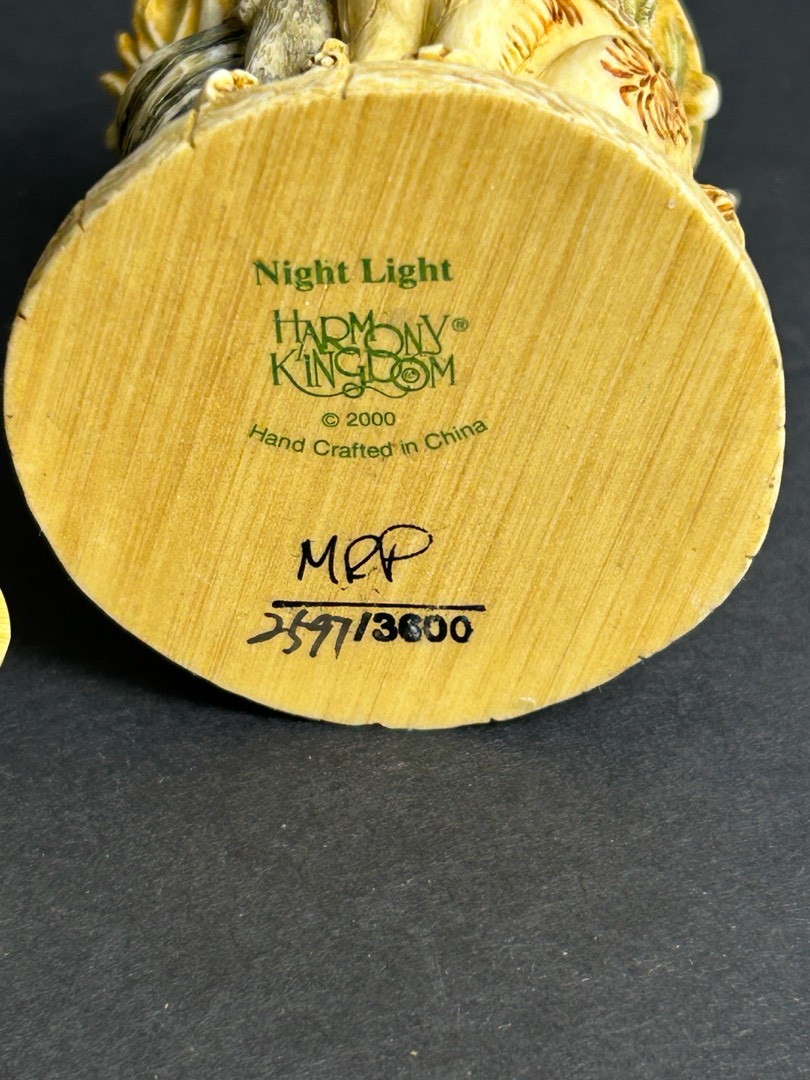 Night Light
HARMONY®
KINGDOM
© 2000
Hand Crafted in China
MRP
2597/3600